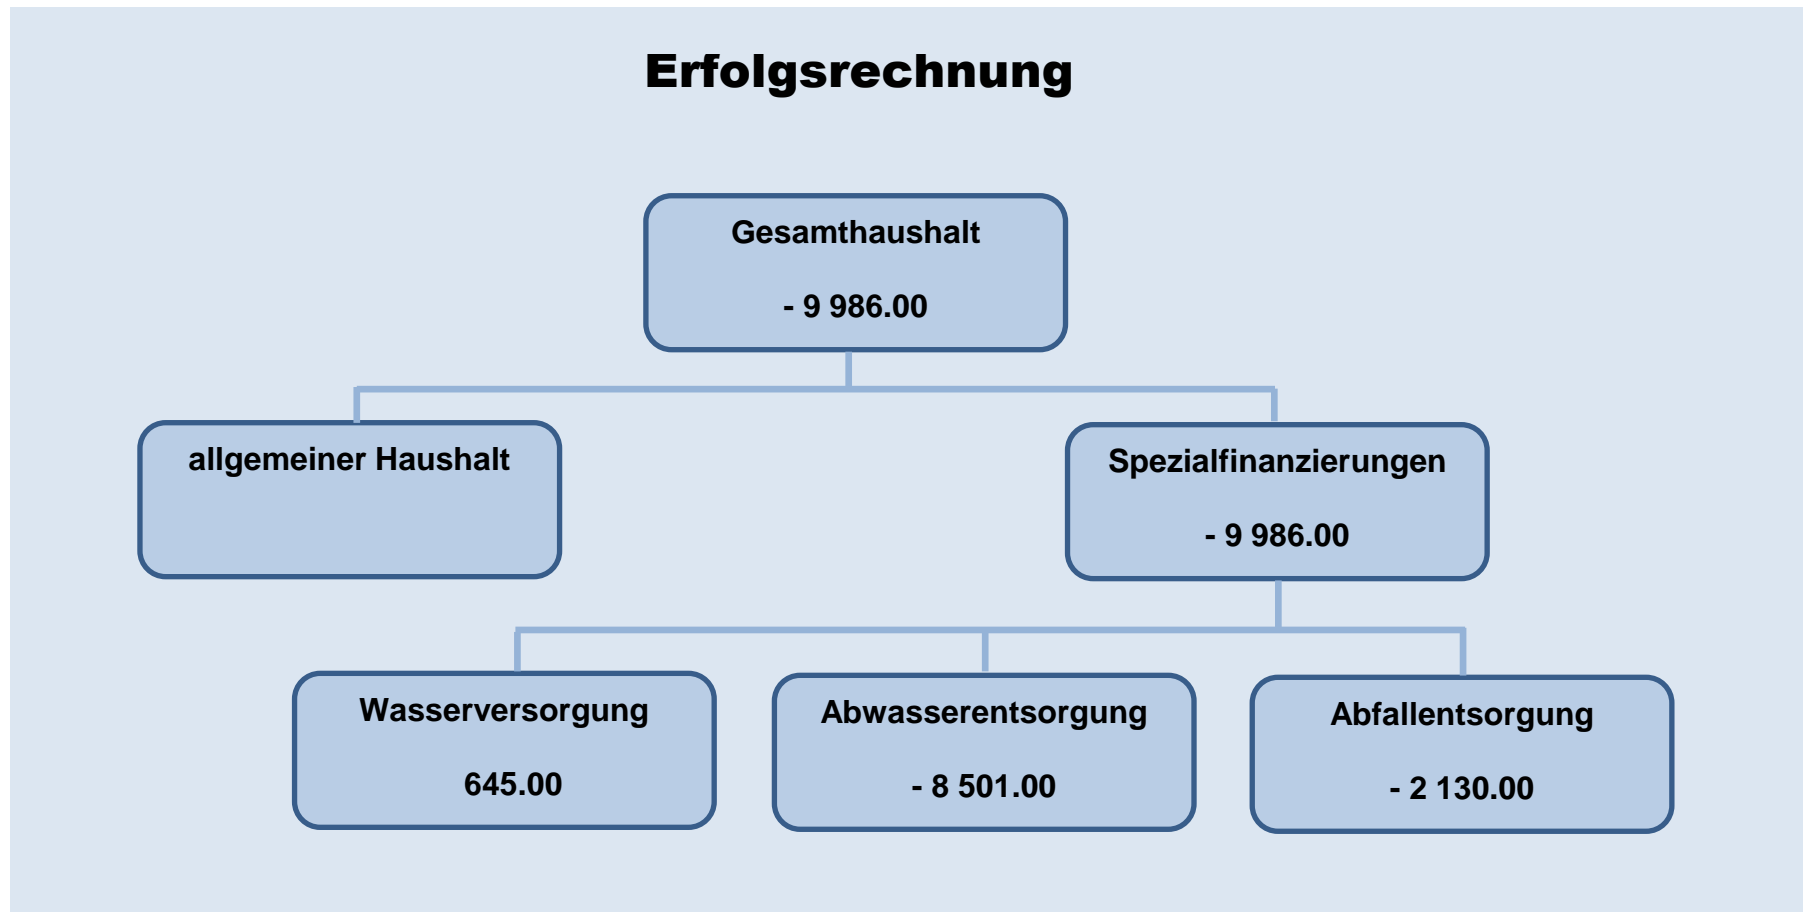 Erfolgsrechnung
Gesamthaushalt
- 9 986.00
allgemeiner Haushalt
Spezialfinanzierungen
- 9 986.00
Wasserversorgung
645.00
Abwasserentsorgung
- 8 501.00
Abfallentsorgung
- 2 130.00